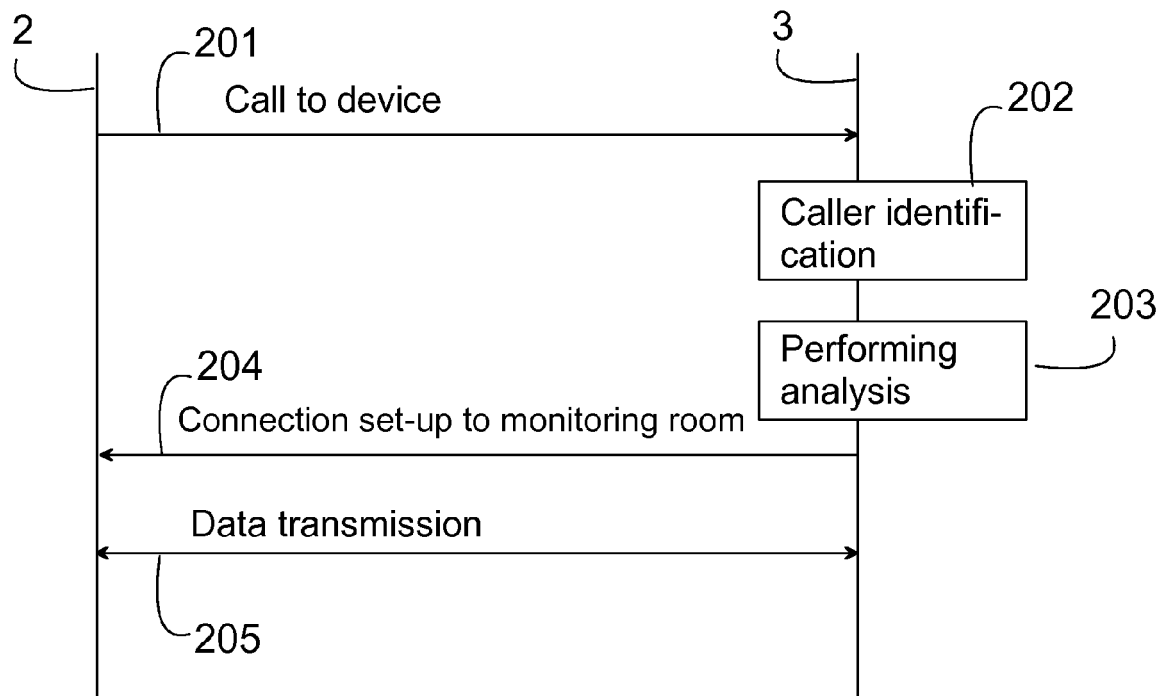 2
201
3
Call to device
202
Caller identifi-
cation
203
Performing
analysis
204
Connection set-up to monitoring room
Data transmission
205